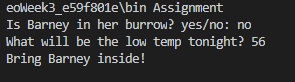 eoWeek3_e59f801e\bin Assignment
Is Barney in her burrow? yes/no: no
What will be the low temp tonight? 56
Bring Barney inside!